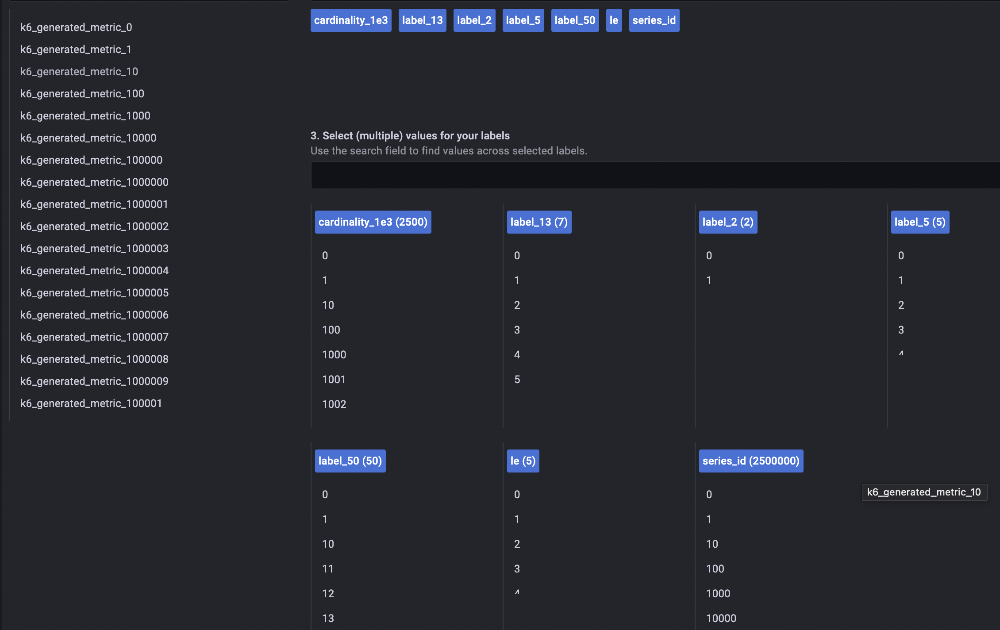 k6_generated_metric_0
k6_generated_metric_1
k6_generated_metric_10
k6_generated_metric_100
k6_generated_metric_1000
k6_generated_metric_10000
k6_generated_metric_100000
k6_generated_metric_1000000
k6_generated_metric_1000001
k6_generated_metric_1000002
k6_generated_metric_1000003
k6_generated_metric_1000004
k6_generated_metric_1000005
k6_generated_metric_1000006
k6_generated_metric_1000007
k6_generated_metric_1000008
k6_generated_metric_1000009
k6_generated_metric_100001
cardinality_1e3 label_13 label_2 label_5 label_50 le series_id
3. Select (multiple) values for your labels
Use the search field to find values across selected labels.
cardinality_1e3 (2500)
0
1
10
100
1000
1001
1002
label_13 (7)
0
1
2
3
4
5
label_2 (2)
0
1
label_5 (5)
0
1
2
3
4
label_50 (50)
0
1
10
11
12
13
le (5)
0
1
2
3
4
series_id (2500000)
0
1
10
100
1000
10000
k6_generated_metric_10